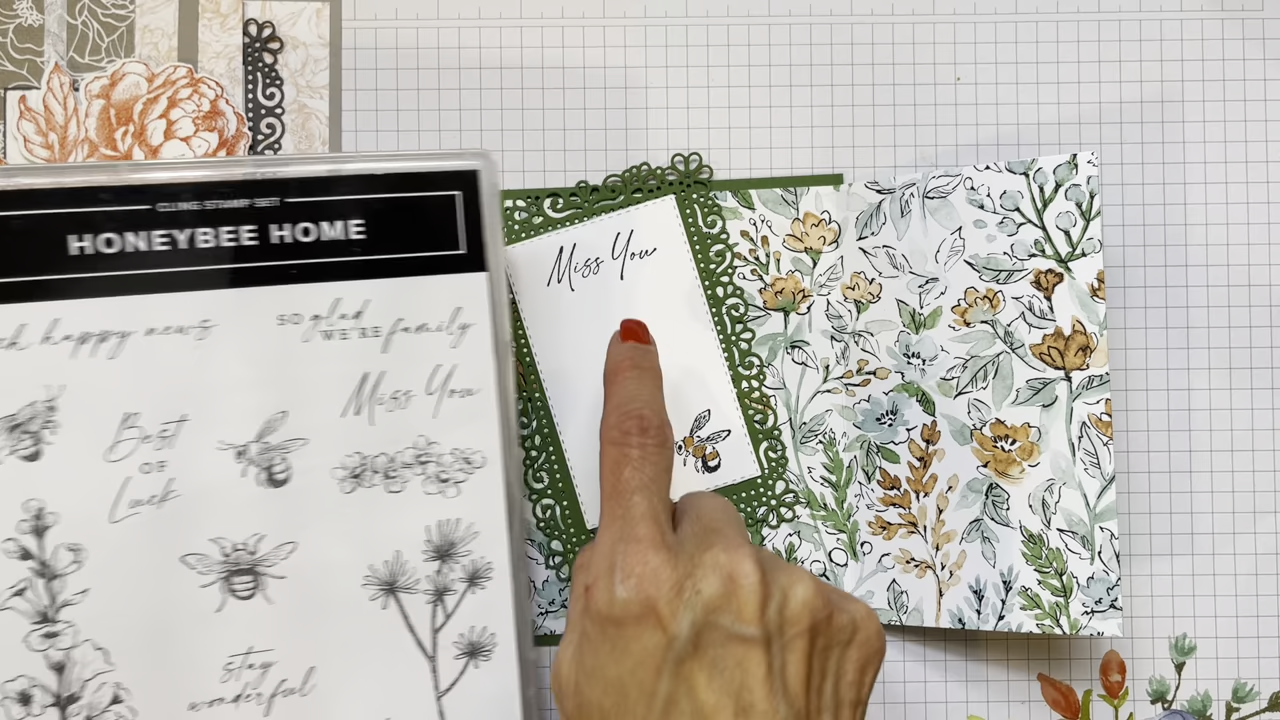 CLING STAMP SET
HONEYBEE HOME
happy news
so glad
WE'RE family
Miss You
Best
OF
Luck
stay
wonderful
Miss You